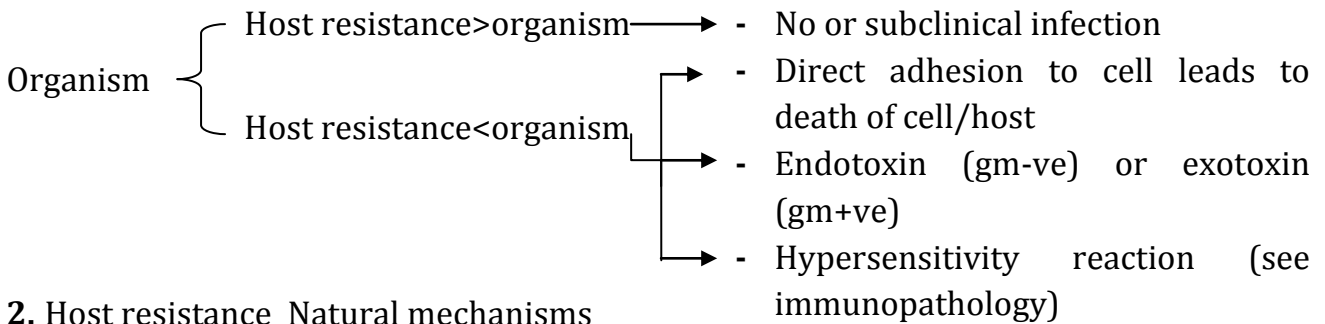 Host resistance>organism
- No or subclinical infection
Organism
- Direct adhesion to cell leads to
death of cell/host
Host resistance<organism
- Endotoxin (gm-ve) or exotoxin
(gm+ve)
- Hypersensitivity reaction (see
immunopathology)
2. Host resistance Natural mechanisms